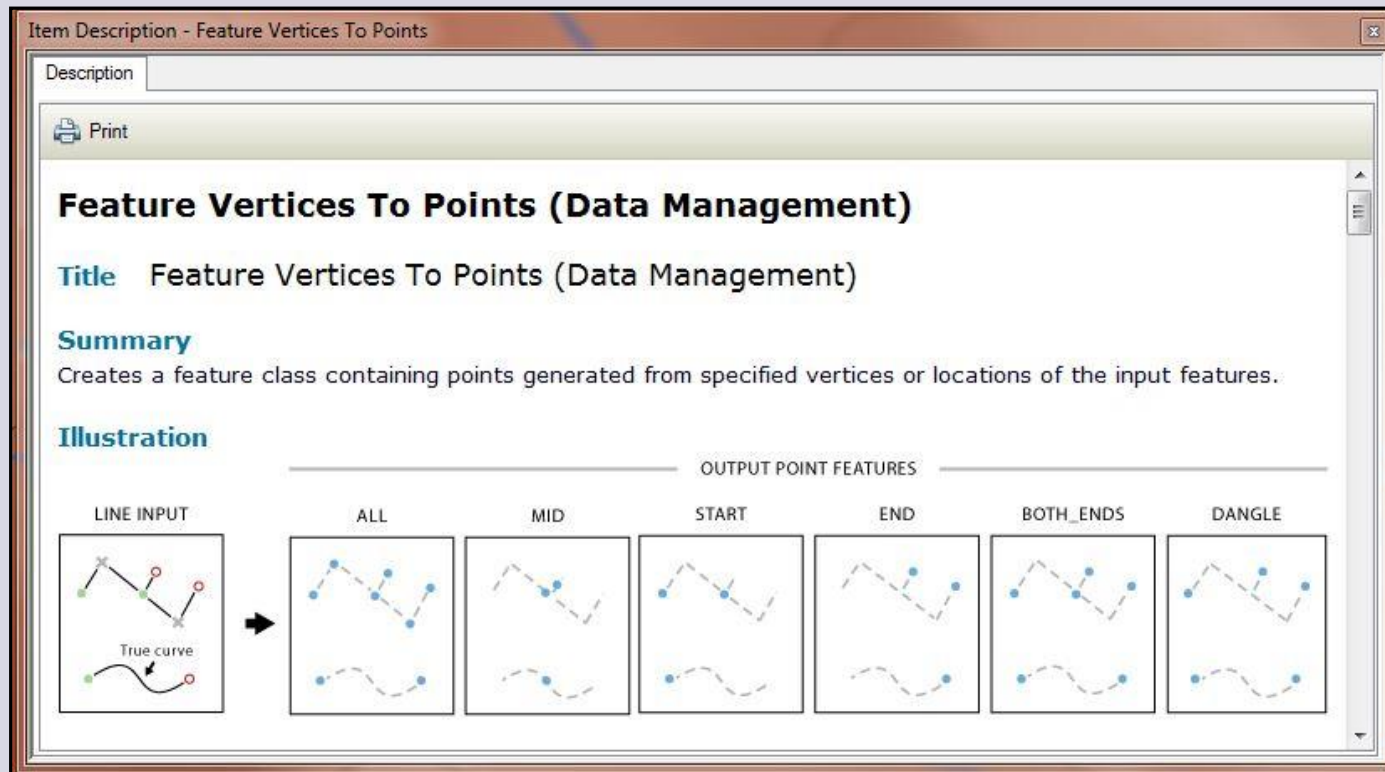 Item Description - Feature Vertices To Points
Description
Print
Feature Vertices To Points (Data Management)
Title Feature Vertices To Points (Data Management)
Summary
Creates a feature class containing points generated from specified vertices or locations of the input features.
Illustration
OUTPUT POINT FEATURES
LINE INPUT ALL MID START END BOTH_ENDS DANGLE
True curve